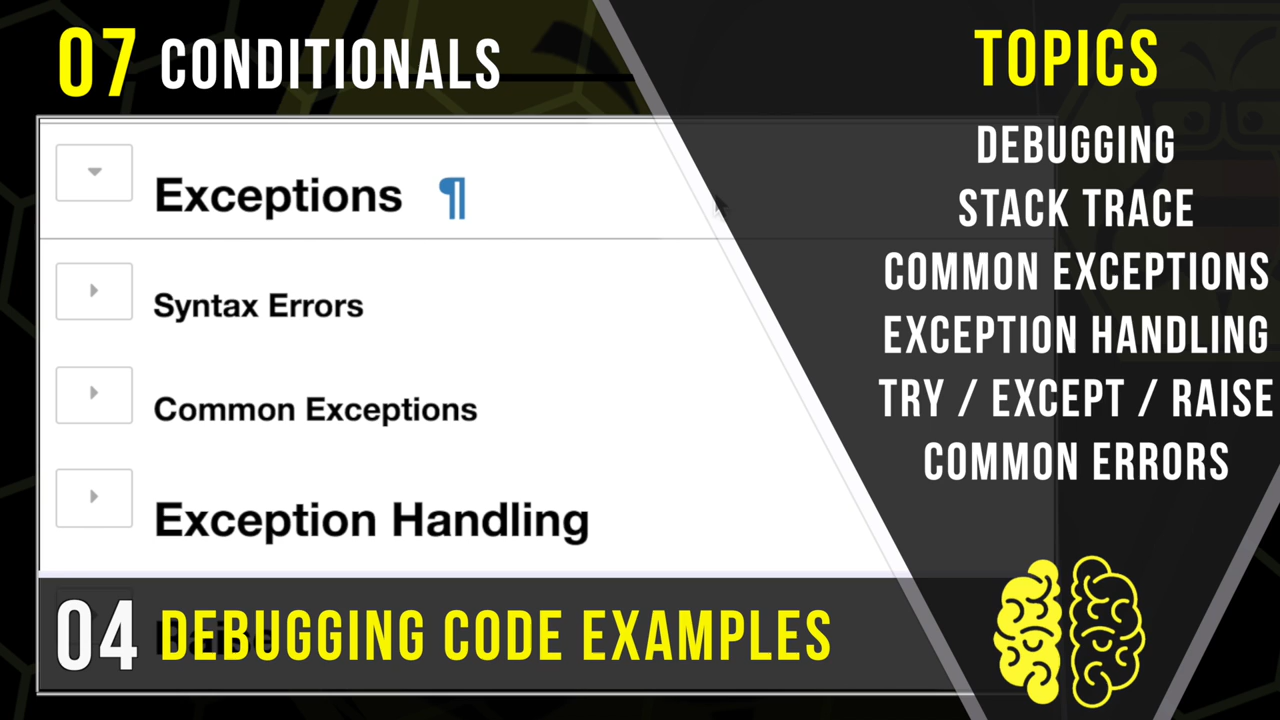 07 CONDITIONALS
Exceptions ¶
Syntax Errors
Common Exceptions
Exception Handling
04 DEBUGGING CODE EXAMPLES
TOPICS
DEBUGGING
STACK TRACE
COMMON EXCEPTIONS
EXCEPTION HANDLING
TRY / EXCEPT / RAISE
COMMON ERRORS